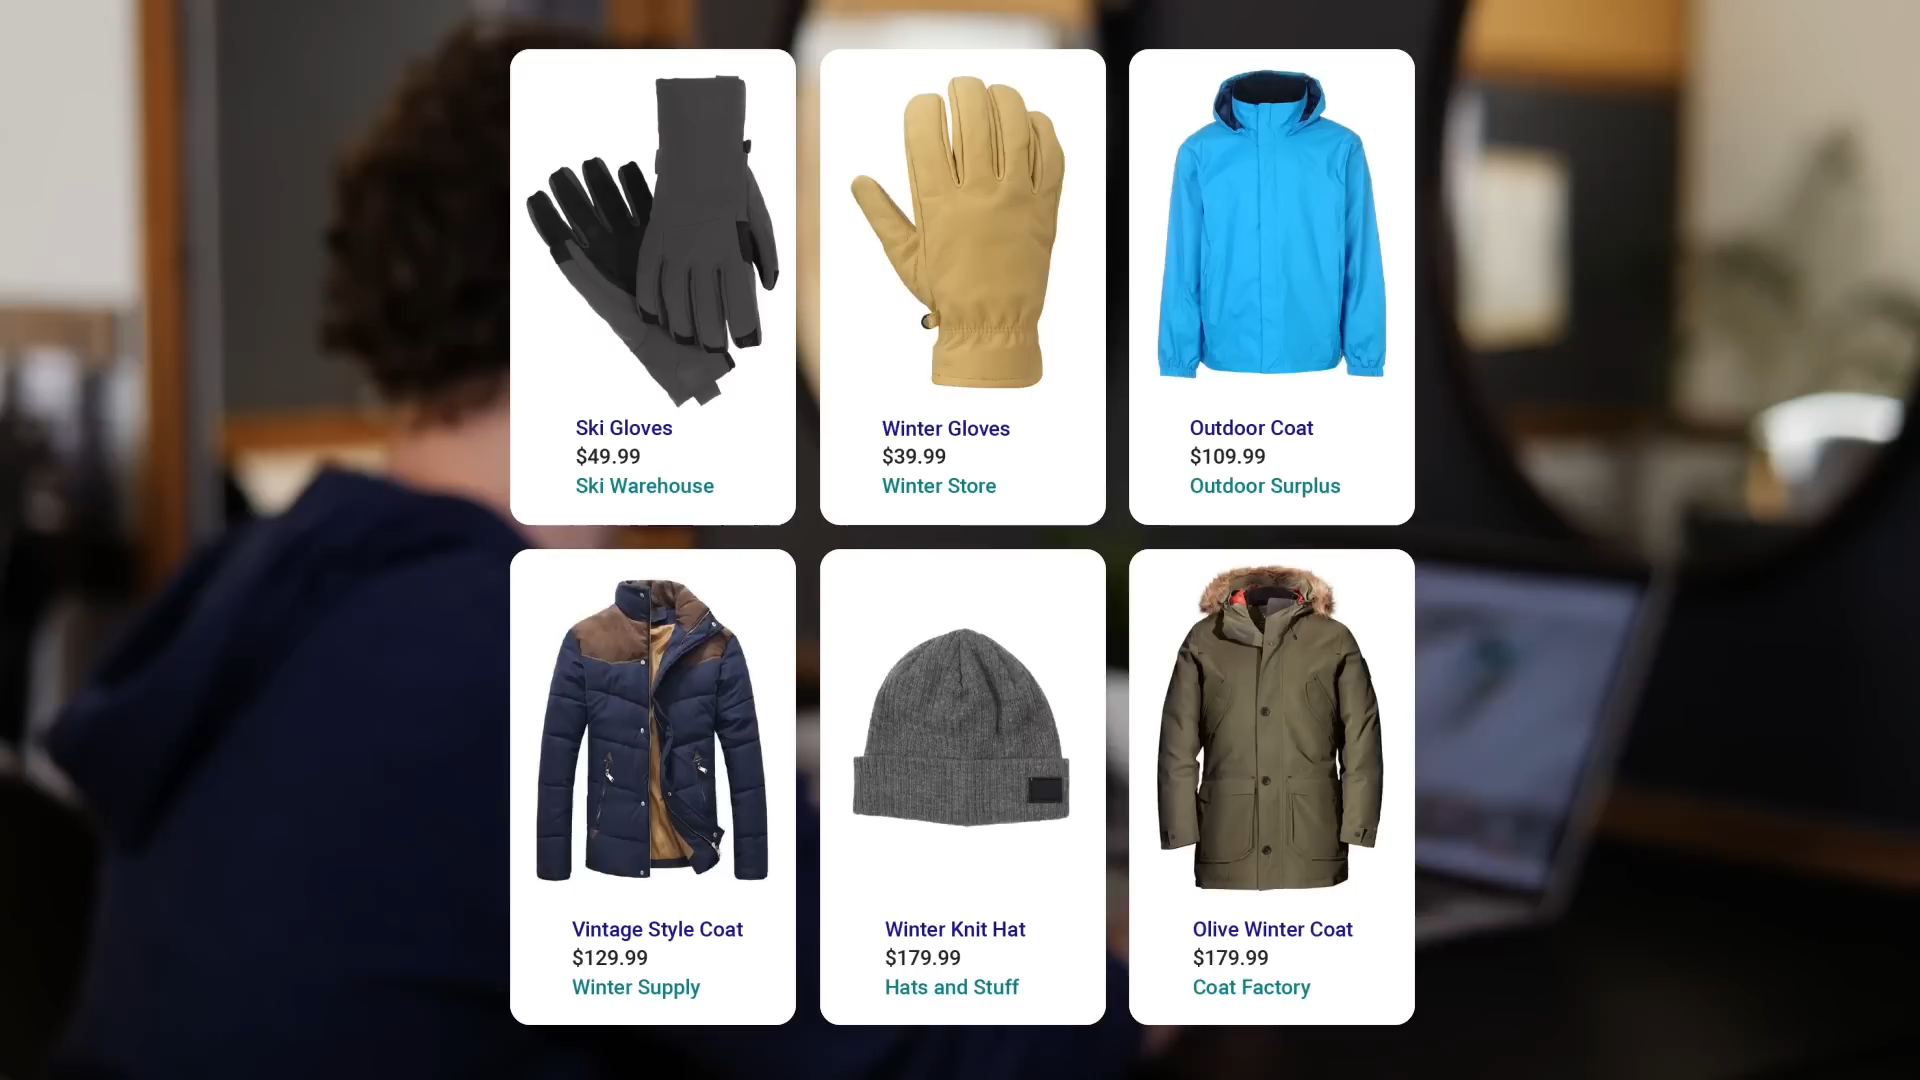 Ski Gloves
$49.99
Ski Warehouse
Winter Gloves
$39.99
Winter Store
Outdoor Coat
$109.99
Outdoor Surplus
Vintage Style Coat
$129.99
Winter Supply
Winter Knit Hat
$179.99
Hats and Stuff
Olive Winter Coat
$179.99
Coat Factory